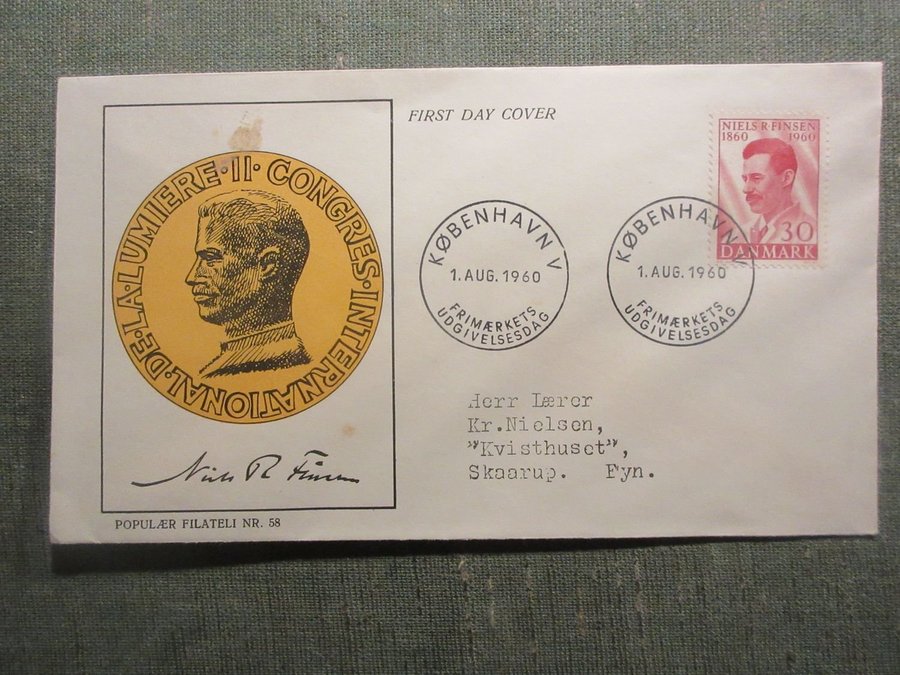 FIRST DAY COVER
II· CONGRES· INTERNATIONAL·DE·LA·LUMIERE·
Niels R Finsen
POPULÆR FILATELI NR. 58
KØBENHAVN V
1. AUG. 1960
FRIMÆRKETS
UDGIVELSESDAG
KØBENHAVN V
1. AUG. 1960
FRIMÆRKETS
UDGIVELSESDAG
NIELS R·FINSEN
1860 1960
30
DANMARK
Herr Lærer
Kr.Nielsen,
"Kvisthuset",
Skaarup. Fyn.